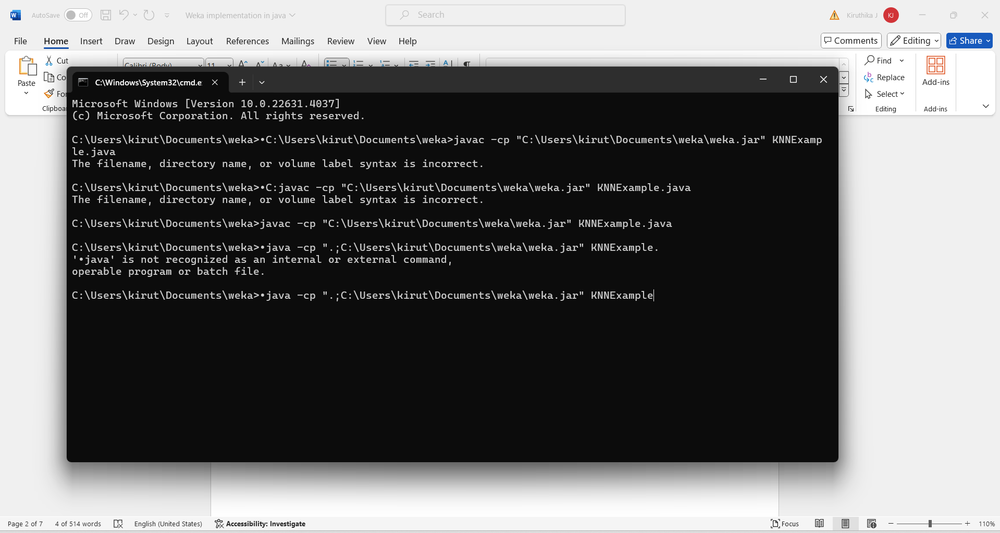 AutoSave Off Weka implementation in java Search Kiruthika J KJ
File Home Insert Draw Design Layout References Mailings Review View Help Comments Editing Share
Paste
Cut
Co
For
Clipboar
Calibri (Body) 11 Aa
Find
Replace
Select
Editing
Add-ins
Add-ins
C:\Windows\System32\cmd.e
Microsoft Windows [Version 10.0.22631.4037]
(c) Microsoft Corporation. All rights reserved.
C:\Users\kirut\Documents\weka>•C:\Users\kirut\Documents\weka>javac -cp "C:\Users\kirut\Documents\weka\weka.jar" KNNExamp
le.java
The filename, directory name, or volume label syntax is incorrect.
C:\Users\kirut\Documents\weka>•C:javac -cp "C:\Users\kirut\Documents\weka\weka.jar" KNNExample.java
The filename, directory name, or volume label syntax is incorrect.
C:\Users\kirut\Documents\weka>javac -cp "C:\Users\kirut\Documents\weka\weka.jar" KNNExample.java
C:\Users\kirut\Documents\weka>•java -cp ".;C:\Users\kirut\Documents\weka\weka.jar" KNNExample.
'•java' is not recognized as an internal or external command,
operable program or batch file.
C:\Users\kirut\Documents\weka>•java -cp ".;C:\Users\kirut\Documents\weka\weka.jar" KNNExample
Page 2 of 7 4 of 514 words English (United States) Accessibility: Investigate Focus 110%